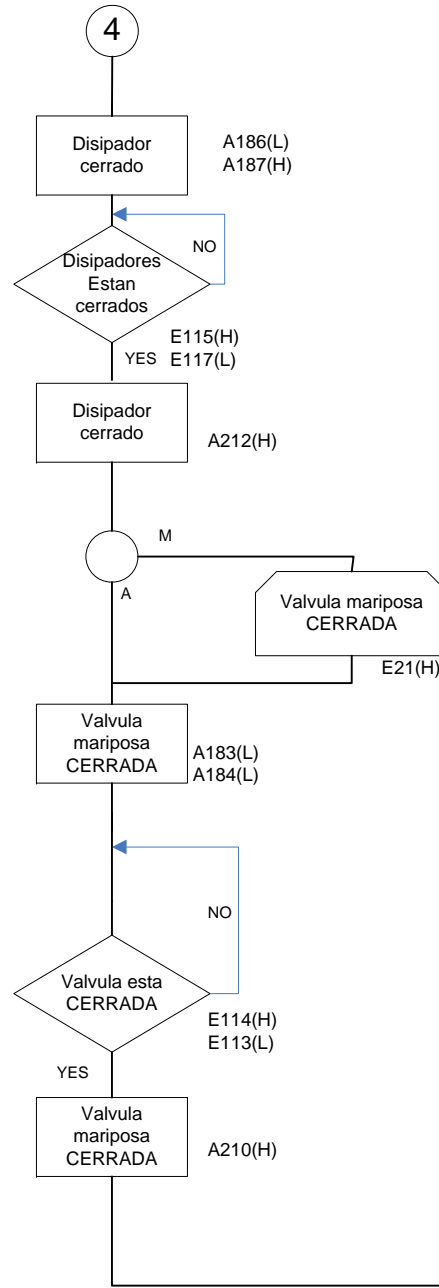 4
Disipador
cerrado
A186(L)
A187(H)
NO
Disipadores
Estan
cerrados
E115(H)
YES
E117(L)
Disipador
cerrado
A212(H)
M
A
Valvula mariposa
CERRADA
E21(H)
Valvula
mariposa
CERRADA
A183(L)
A184(L)
NO
Valvula esta
CERRADA
E114(H)
E113(L)
YES
Valvula
mariposa
CERRADA
A210(H)